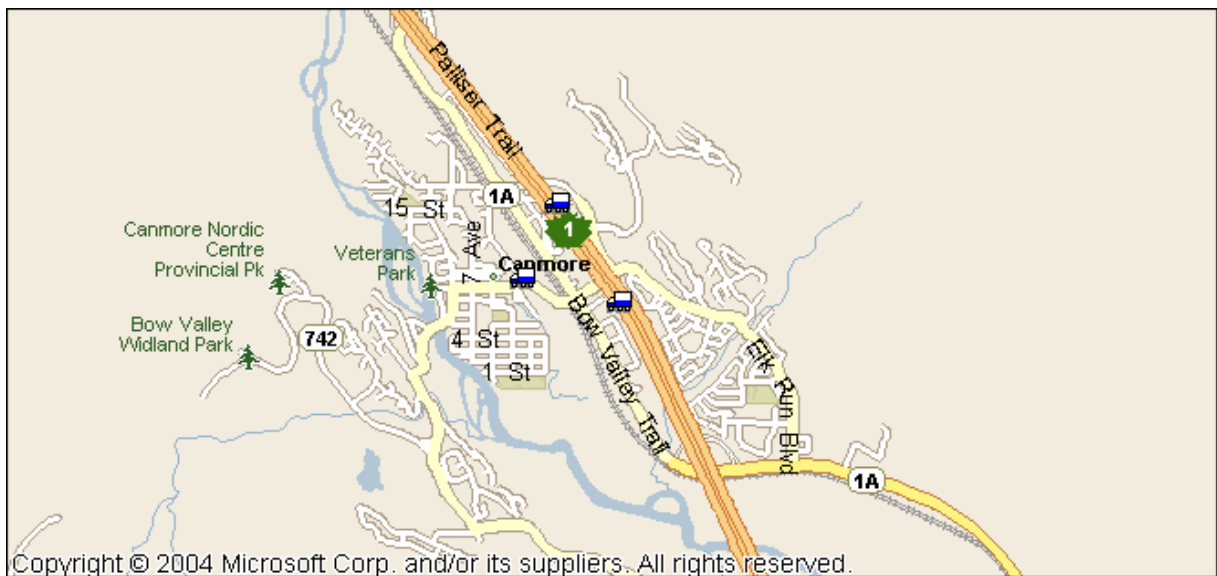 Palliser Trail
1A
15 St
1
Canmore Nordic
Centre
Provincial Pk
Veterans
Park
7 Ave
Canmore
Bow Valley
Widland Park
742
4 St
1 St
Bow Valley Trail
Elk Run Blvd
1A
Copyright © 2004 Microsoft Corp. and/or its suppliers. All rights reserved.